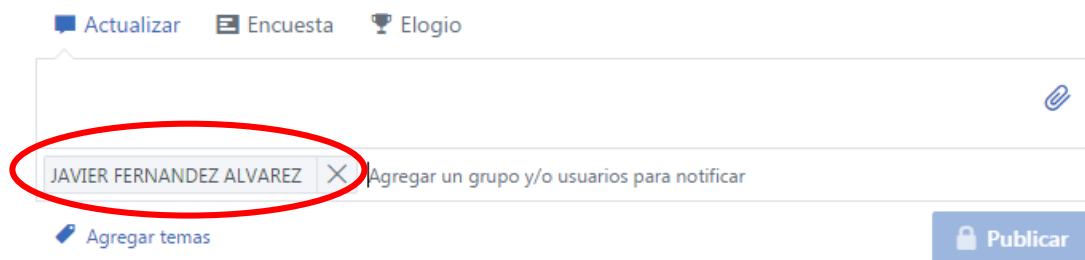 Actualizar Encuesta Elogio
JAVIER FERNANDEZ ALVAREZ Agregar un grupo y/o usuarios para notificar
Agregar temas Publicar